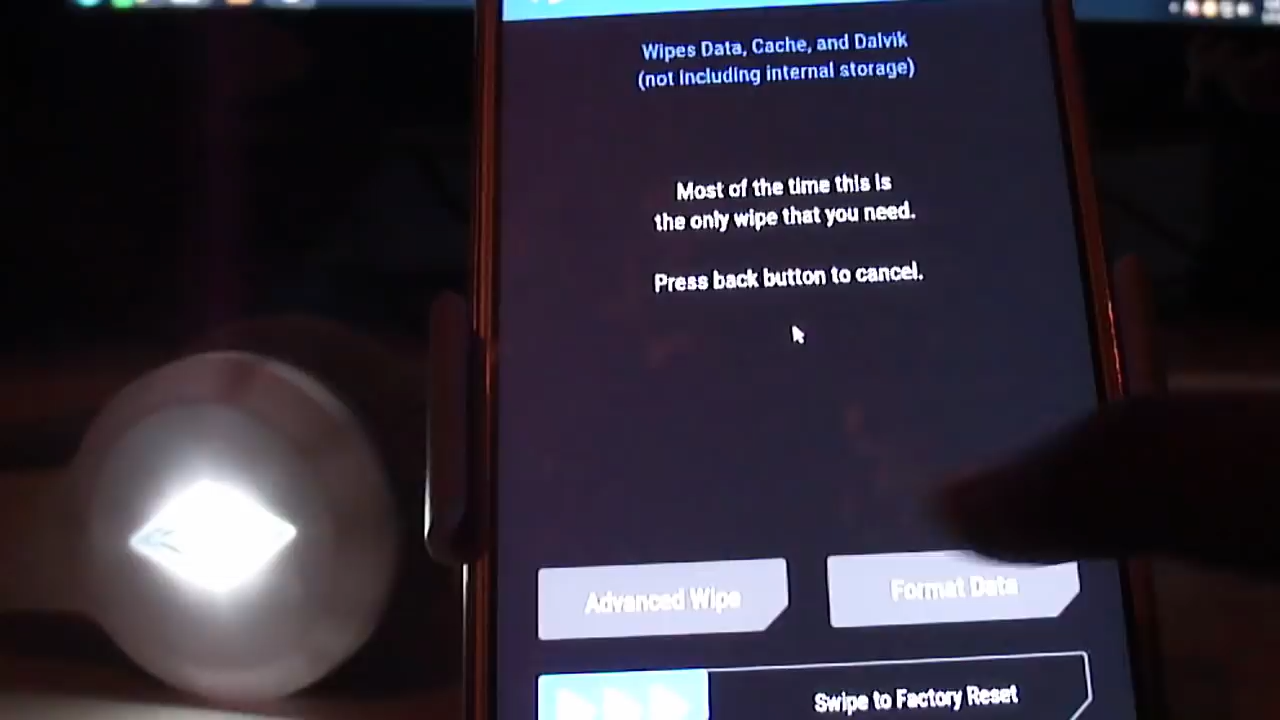 Wipes Data, Cache, and Dalvik
(not including internal storage)
Most of the time this is
the only wipe that you need.
Press back button to cancel.
Advanced Wipe
Format Data
Swipe to Factory Reset